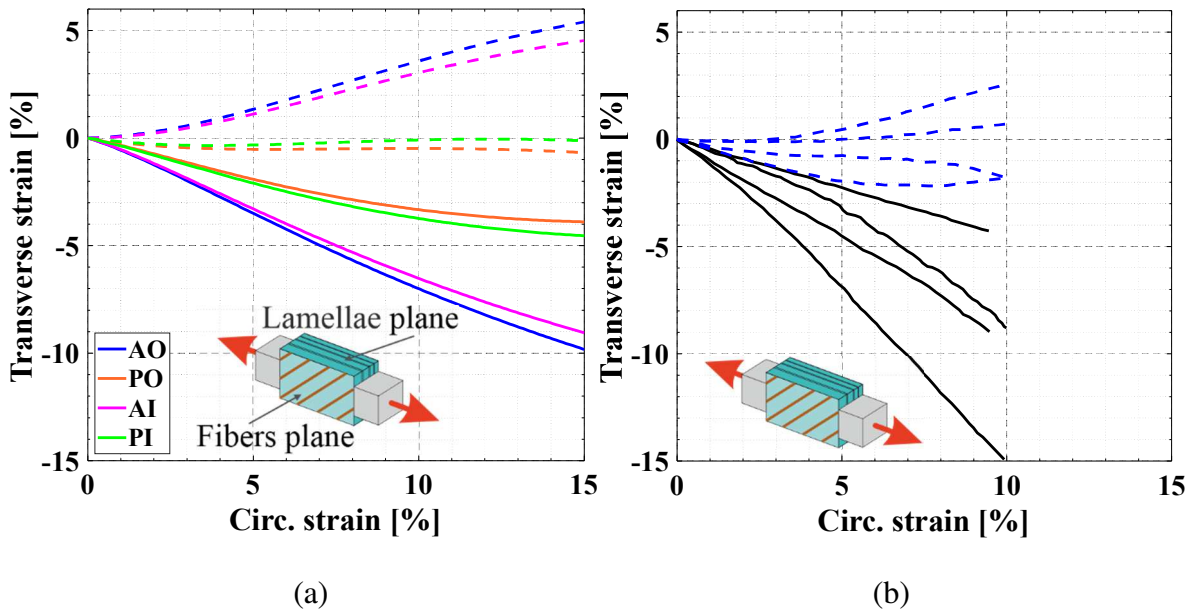 5
0
-5
-10
-15
Transverse strain [%]
0
5
10
15
Circ. strain [%]
AO
PO
AI
PI
Lamellae plane
Fibers plane
(a)
5
0
-5
-10
-15
Transverse strain [%]
0
5
10
15
Circ. strain [%]
(b)